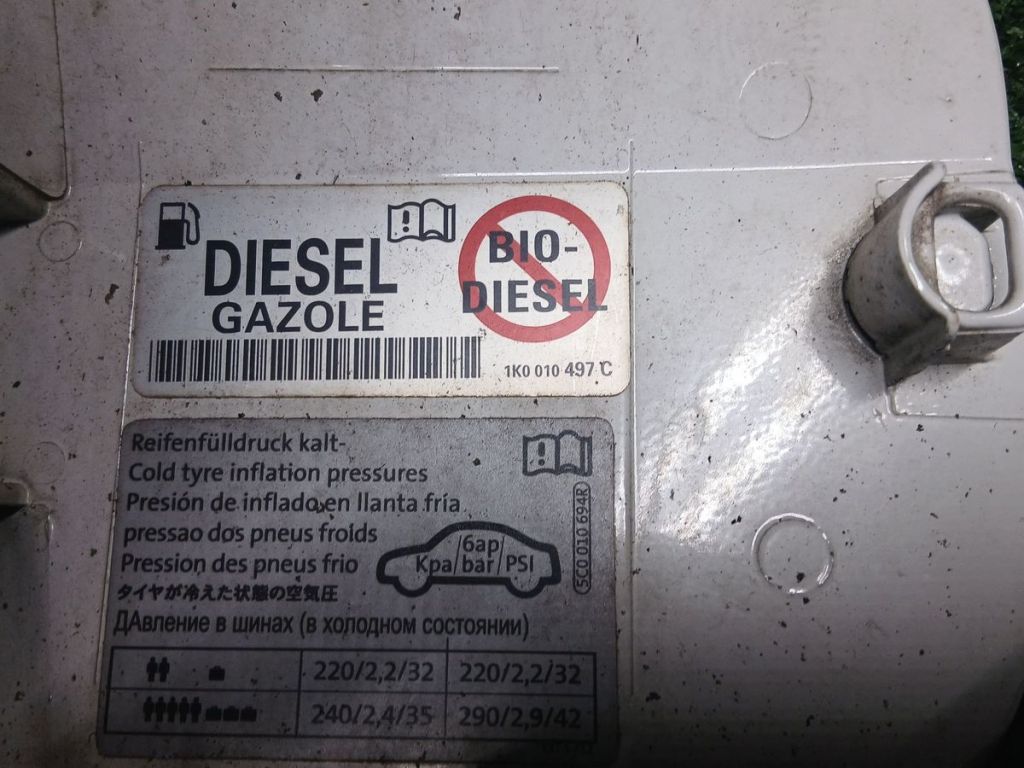 DIESEL
GAZOLE
BIO-
DIESEL
1K0 010 497 C
Reifenfülldruck kalt-
Cold tyre inflation pressures
Presión de inflado en llanta fria
pressao dos pneus froids
Pression des pneus frio
タイヤが冷えた状態の空気圧
ДАвление в шинах (в холодном состоянии)
Kpa/бар
bar/PSI
5C0 010 694R
220/2,2/32 220/2,2/32
240/2,4/35 290/2,9/42